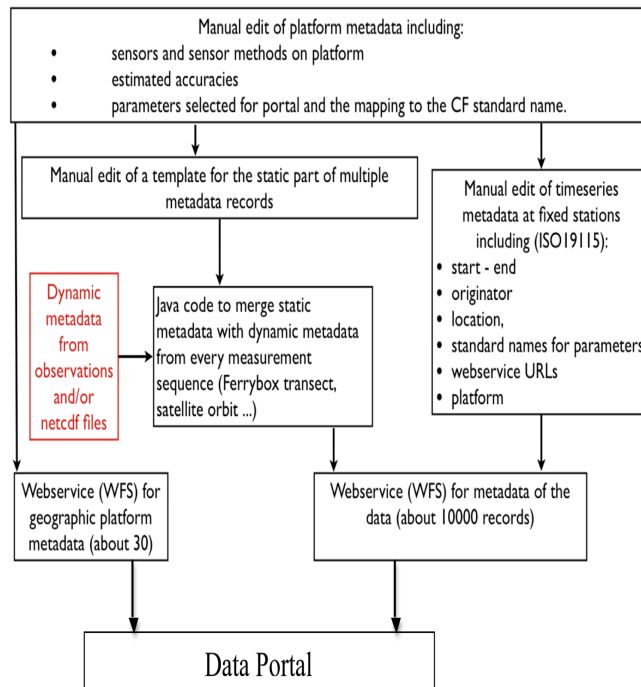 Manual edit of platform metadata including:
• sensors and sensor methods on platform
• estimated accuracies
• parameters selected for portal and the mapping to the CF standard name.
Manual edit of a template for the static part of multiple
metadata records
Manual edit of timeseries
metadata at fixed stations
including (ISO19115):
• start - end
• originator
• location,
• standard names for parameters
• webservice URLs
• platform
Dynamic
metadata
from
observations
and/or
netcdf files
Java code to merge static
metadata with dynamic metadata
from every measurement
sequence (Ferrybox transect,
satellite orbit ...)
Webservice (WFS) for
geographic platform
metadata (about 30)
Webservice (WFS) for metadata of the
data (about 10000 records)
Data Portal